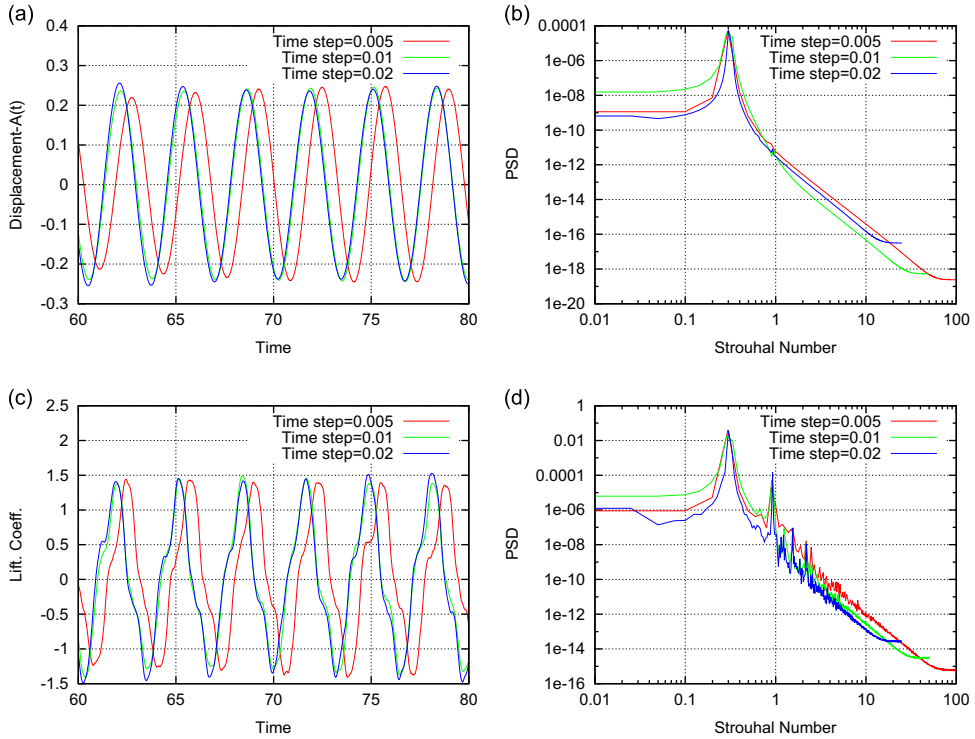 (a)
0.4
0.3
0.2
0.1
0
-0.1
-0.2
-0.3
Displacement-A(t)
60 65 70 75 80
Time
Time step=0.005
Time step=0.01
Time step=0.02
(b)
0.0001
1e-06
1e-08
1e-10
1e-12
1e-14
1e-16
1e-18
1e-20
PSD
0.01 0.1 1 10 100
Strouhal Number
Time step=0.005
Time step=0.01
Time step=0.02
(c)
2.5
2
1.5
1
0.5
0
-0.5
-1
-1.5
Lift. Coeff.
60 65 70 75 80
Time
Time step=0.005
Time step=0.01
Time step=0.02
(d)
1
0.01
0.0001
1e-06
1e-08
1e-10
1e-12
1e-14
1e-16
PSD
0.01 0.1 1 10 100
Strouhal Number
Time step=0.005
Time step=0.01
Time step=0.02